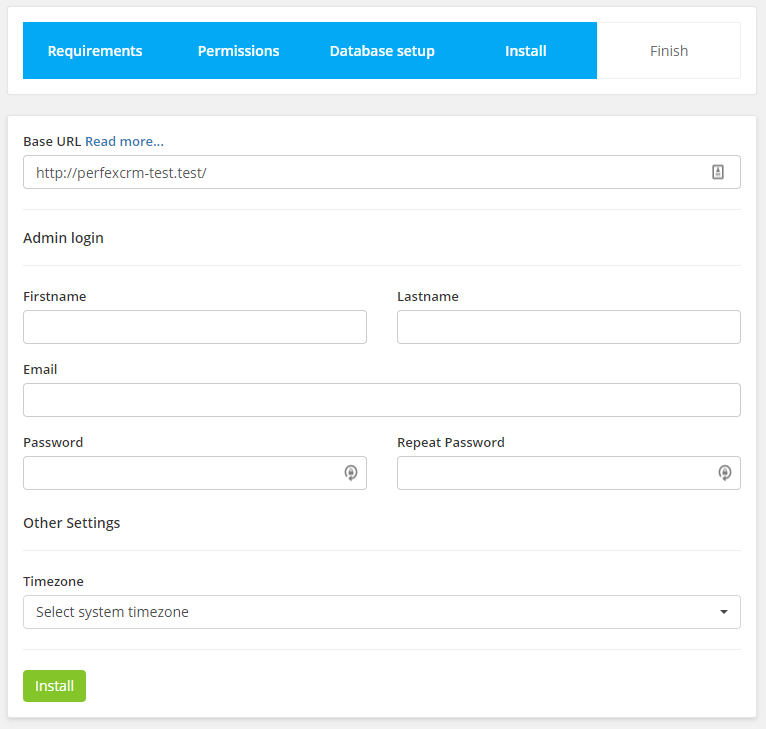 Requirements Permissions Database setup Install Finish
Base URL Read more...
http://perfexcrm-test.test/
Admin login
Firstname Lastname
Email
Password Repeat Password
Other Settings
Timezone
Select system timezone
Install